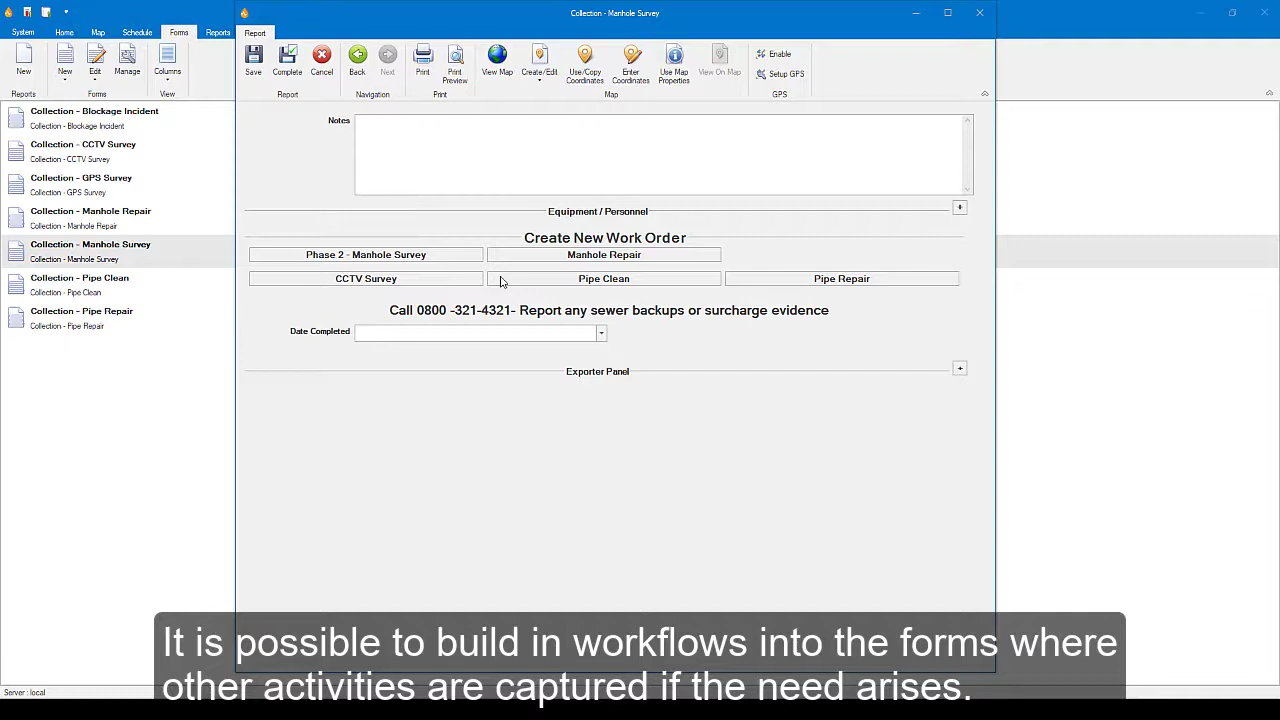 Collection - Manhole Survey
System Home Map Schedule Forms Reports
Report
New New Edit Manage Columns
Reports Forms View
Save Complete Cancel Back Next Print Print Preview View Map Create/Edit Use/Copy Coordinates Enter Coordinates Use Map Properties View On Map Enable
Setup GPS
Report Navigation Print Map GPS
Collection - Blockage Incident
Collection - Blockage Incident
Collection - CCTV Survey
Collection - CCTV Survey
Collection - GPS Survey
Collection - GPS Survey
Collection - Manhole Repair
Collection - Manhole Repair
Collection - Manhole Survey
Collection - Manhole Survey
Collection - Pipe Clean
Collection - Pipe Clean
Collection - Pipe Repair
Collection - Pipe Repair
Notes
Equipment / Personnel +
Create New Work Order
Phase 2 - Manhole Survey Manhole Repair
CCTV Survey Pipe Clean Pipe Repair
Call 0800 -321-4321- Report any sewer backups or surcharge evidence
Date Completed
Exporter Panel +
It is possible to build in workflows into the forms where
other activities are captured if the need arises.
Server : local